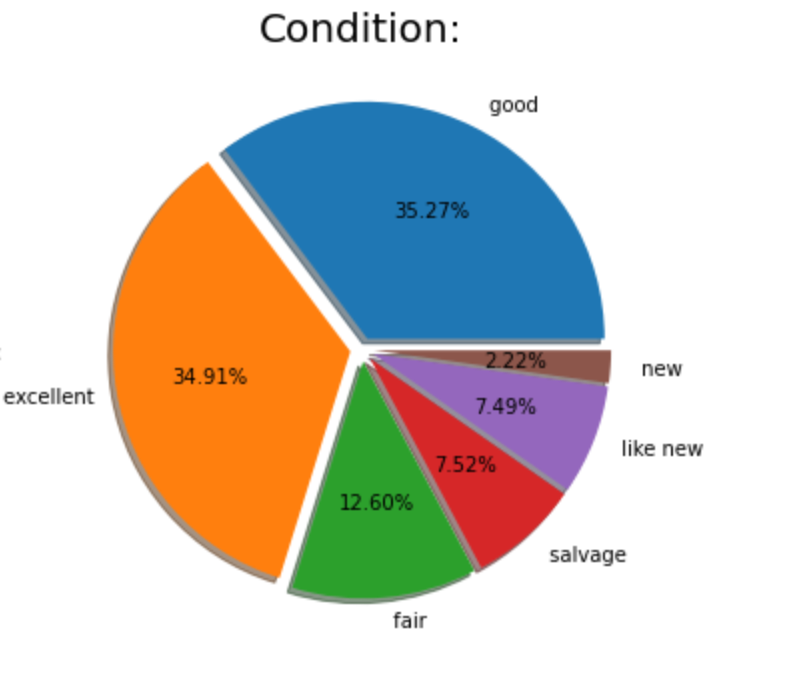 Condition:
good
35.27%
34.91%
excellent
2.22%
new
7.49%
like new
7.52%
salvage
12.60%
fair